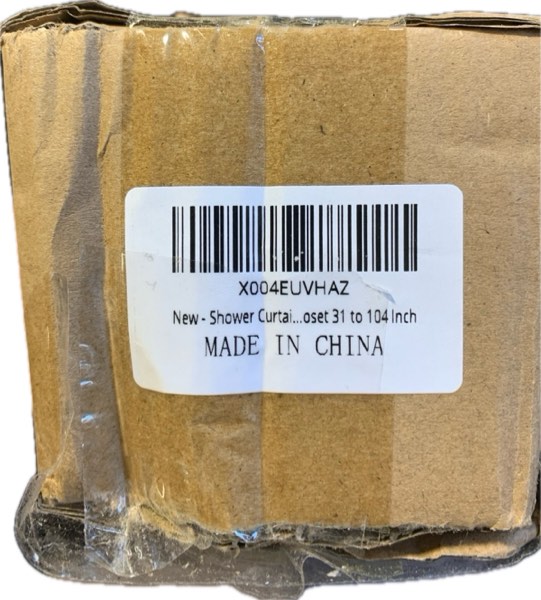 X004EUVHAZ
New - Shower Curtai...oset 31 to 104 Inch
MADE IN CHINA